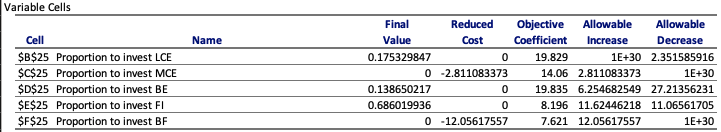 Variable Cells
Final Reduced Objective Allowable Allowable
Cell Name Value Cost Coefficient Increase Decrease
$B$25 Proportion to invest LCE 0.175329847 0 19.829 1E+30 2.351585916
$C$25 Proportion to invest MCE 0 -2.811083373 14.06 2.811083373 1E+30
$D$25 Proportion to invest BE 0.138650217 0 19.835 6.254682549 27.21356231
$E$25 Proportion to invest FI 0.686019936 0 8.196 11.62446218 11.06561705
$F$25 Proportion to invest BF 0 -12.05617557 7.621 12.05617557 1E+30